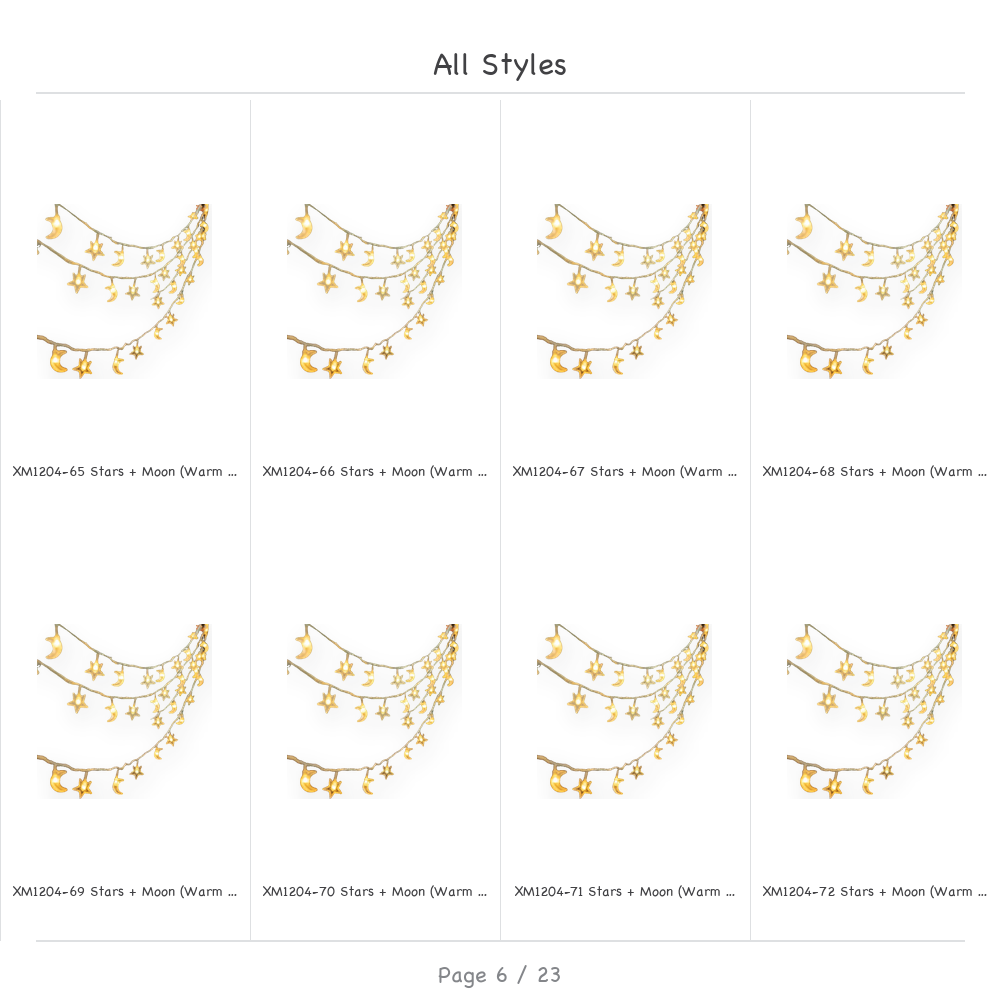 All Styles
XM1204-65 Stars + Moon (Warm ...
XM1204-66 Stars + Moon (Warm ...
XM1204-67 Stars + Moon (Warm ...
XM1204-68 Stars + Moon (Warm ...
XM1204-69 Stars + Moon (Warm ...
XM1204-70 Stars + Moon (Warm ...
XM1204-71 Stars + Moon (Warm ...
XM1204-72 Stars + Moon (Warm ...
Page 6 / 23